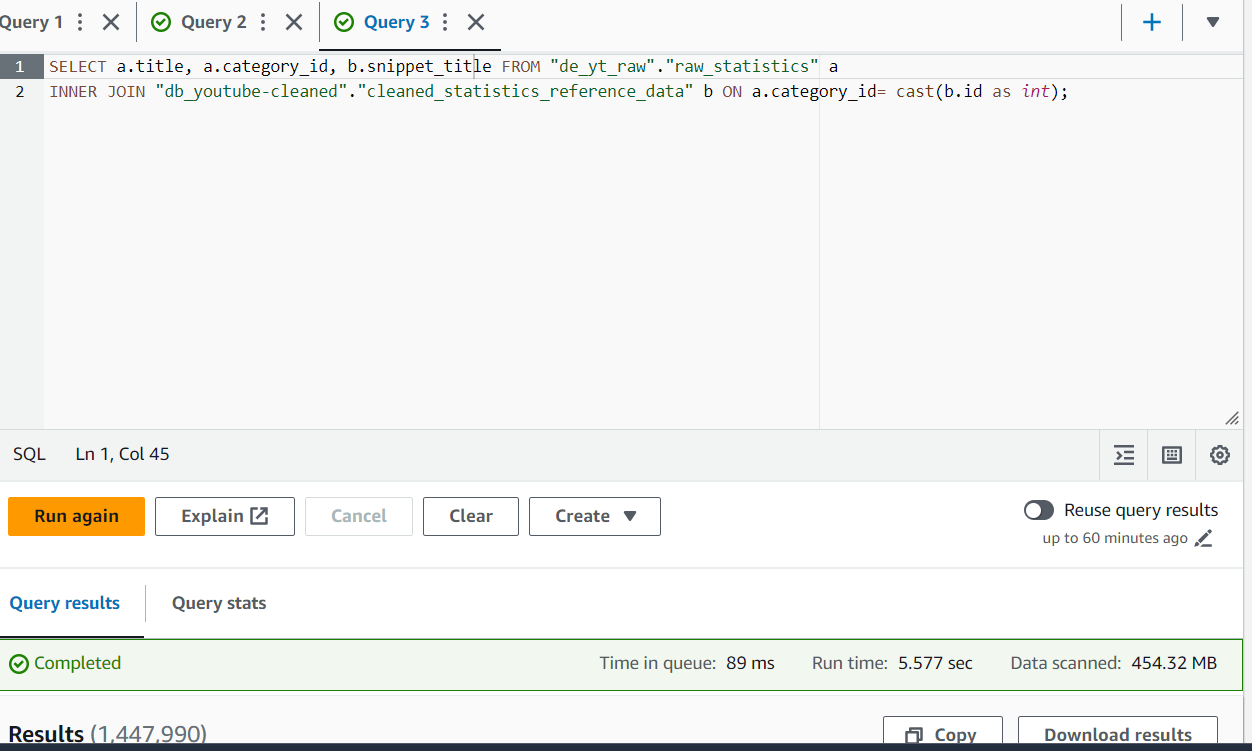 Query 1 Query 2 Query 3
1 SELECT a.title, a.category_id, b.snippet_title FROM "de_yt_raw"."raw_statistics" a
2 INNER JOIN "db_youtube-cleaned"."cleaned_statistics_reference_data" b ON a.category_id= cast(b.id as int);
SQL Ln 1, Col 45
Run again Explain Cancel Clear Create Reuse query results
up to 60 minutes ago
Query results Query stats
Completed Time in queue: 89 ms Run time: 5.577 sec Data scanned: 454.32 MB
Results (1,447,990) Copy Download results